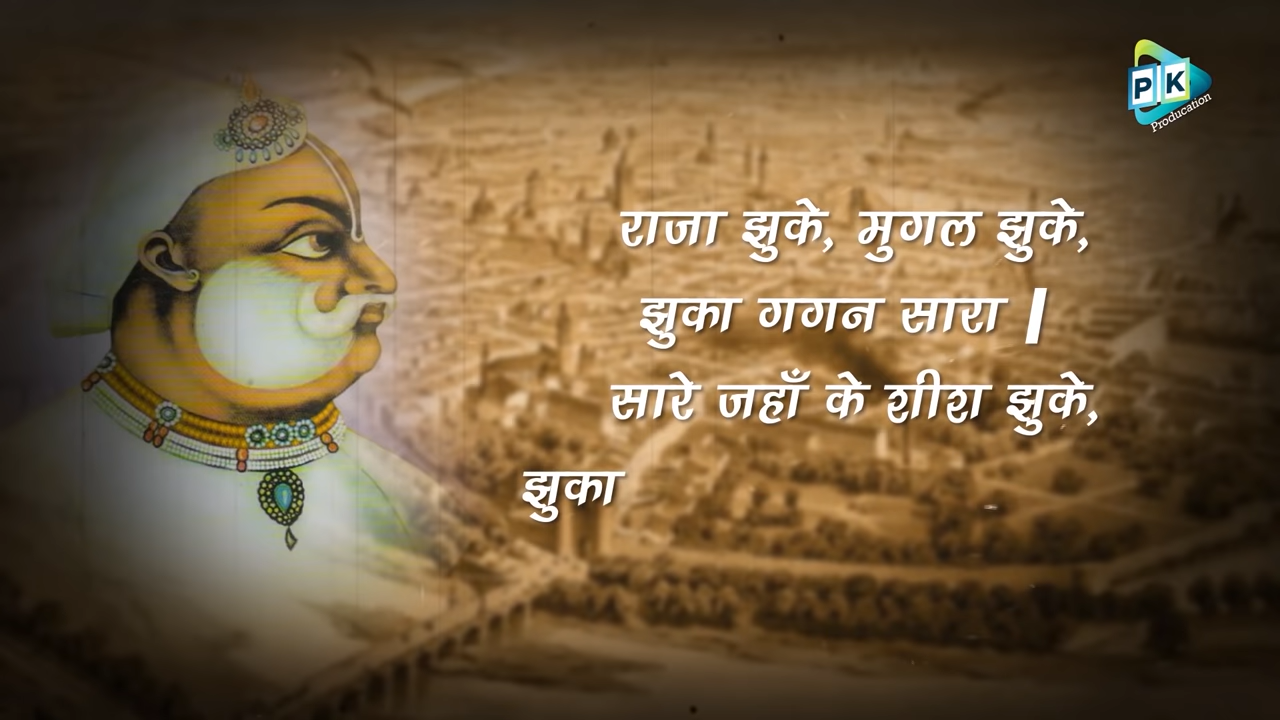 PK
Producation
राजा झुके, मुगल झुके,
झुका गगन सारा |
सारे जहाँ के शीश झुके,
झुका